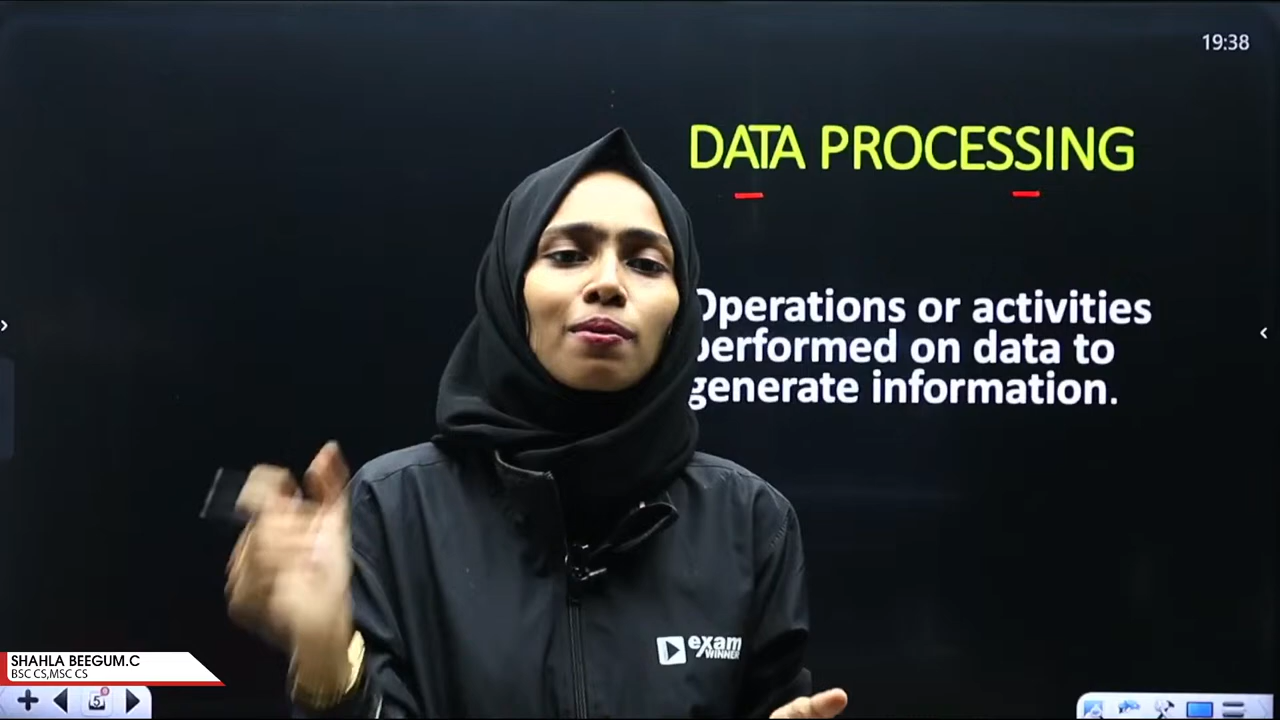 19:38
DATA PROCESSING
Operations or activities
performed on data to
generate information.
exam
WINNER
SHAHLA BEEGUM.C
BSC CS,MSC CS
5